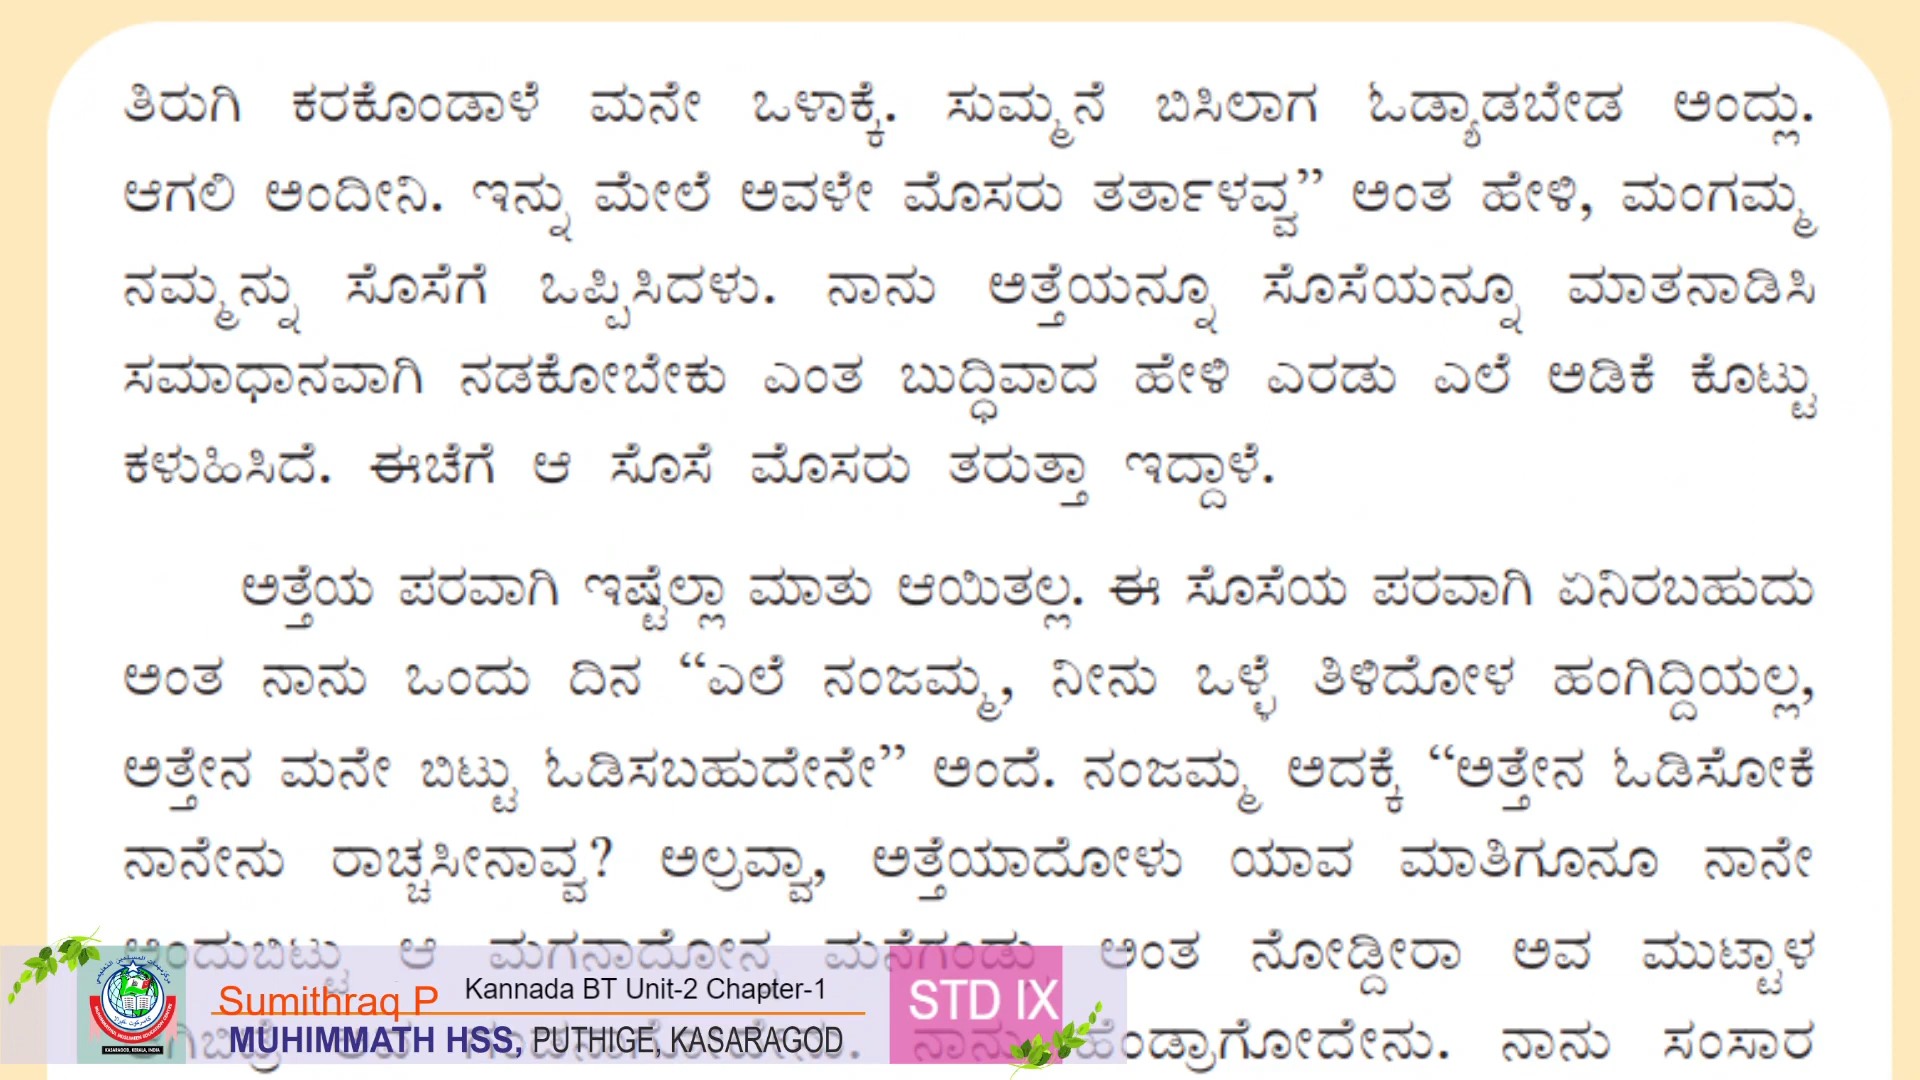 ತಿರುಗಿ ಕರಕೊಂಡಾಳೆ ಮನೇ ಒಳಾಕ್ಕೆ. ಸುಮ್ಮನೆ ಬಿಸಿಲಾಗ ಓಡ್ಯಾಡಬೇಡ ಅಂದ್ಲು.
ಆಗಲಿ ಅಂದೀನಿ. ಇನ್ನು ಮೇಲೆ ಅವಳೇ ಮೊಸರು ತರ್ತಾಳವ್ವ” ಅಂತ ಹೇಳಿ, ಮಂಗಮ್ಮ
ನಮ್ಮನ್ನು ಸೊಸೆಗೆ ಒಪ್ಪಿಸಿದಳು. ನಾನು ಅತ್ತೆಯನ್ನೂ ಸೊಸೆಯನ್ನೂ ಮಾತನಾಡಿಸಿ
ಸಮಾಧಾನವಾಗಿ ನಡಕೋಬೇಕು ಎಂತ ಬುದ್ಧಿವಾದ ಹೇಳಿ ಎರಡು ಎಲೆ ಅಡಿಕೆ ಕೊಟ್ಟು
ಕಳುಹಿಸಿದೆ. ಈಚೆಗೆ ಆ ಸೊಸೆ ಮೊಸರು ತರುತ್ತಾ ಇದ್ದಾಳೆ.
ಅತ್ತೆಯ ಪರವಾಗಿ ಇಷ್ಟೆಲ್ಲಾ ಮಾತು ಆಯಿತಲ್ಲ. ಈ ಸೊಸೆಯ ಪರವಾಗಿ ಏನಿರಬಹುದು
ಅಂತ ನಾನು ಒಂದು ದಿನ “ಎಲೆ ನಂಜಮ್ಮ, ನೀನು ಒಳ್ಳೆ ತಿಳಿದೋಳ ಹಂಗಿದ್ದಿಯಲ್ಲ,
ಅತ್ತೇನ ಮನೇ ಬಿಟ್ಟು ಓಡಿಸಬಹುದೇನೇ” ಅಂದೆ. ನಂಜಮ್ಮ ಅದಕ್ಕೆ “ಅತ್ತೇನ ಓಡಿಸೋಕೆ
ನಾನೇನು ರಾಚ್ಚಸೀನಾವ್ವ? ಅಲ್ರವ್ವಾ, ಅತ್ತೆಯಾದೋಳು ಯಾವ ಮಾತಿಗೂನೂ ನಾನೇ
ಅಂದುಬಿಟ್ಟು ಆ ಮಗನಾದೋನ್ನ ಮನೆಗಂಡು ಅಂತ ನೋಡ್ದೀರಾ ಅವ ಮುಟ್ಟಾಳ
ನಾನು ಹೆಂಡ್ರಾಗೋದೇನು. ನಾನು ಸಂಸಾರ
Sumithraq P
Kannada BT Unit-2 Chapter-1
MUHIMMATH HSS, PUTHIGE, KASARAGOD
STD IX